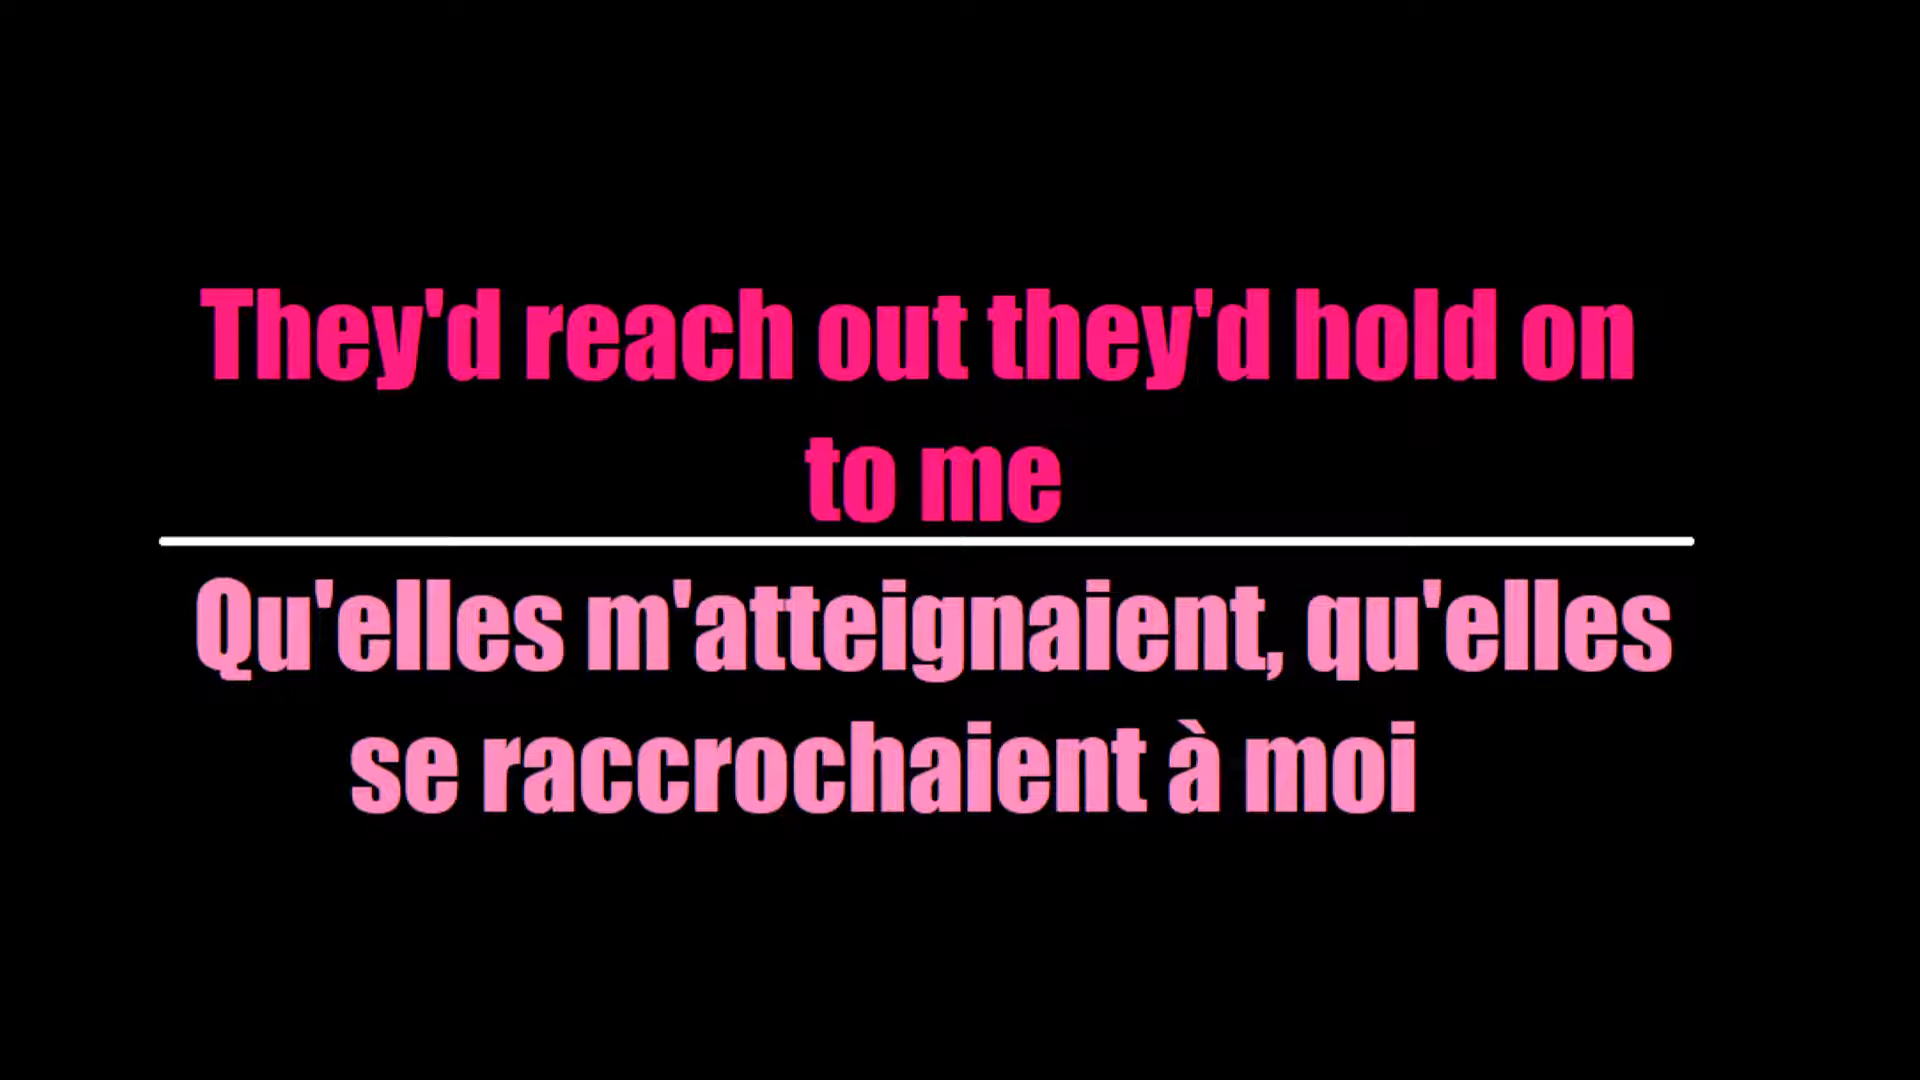 They'd reach out they'd hold on
to me
Qu'elles m'atteignaient, qu'elles
se raccrochaient à moi